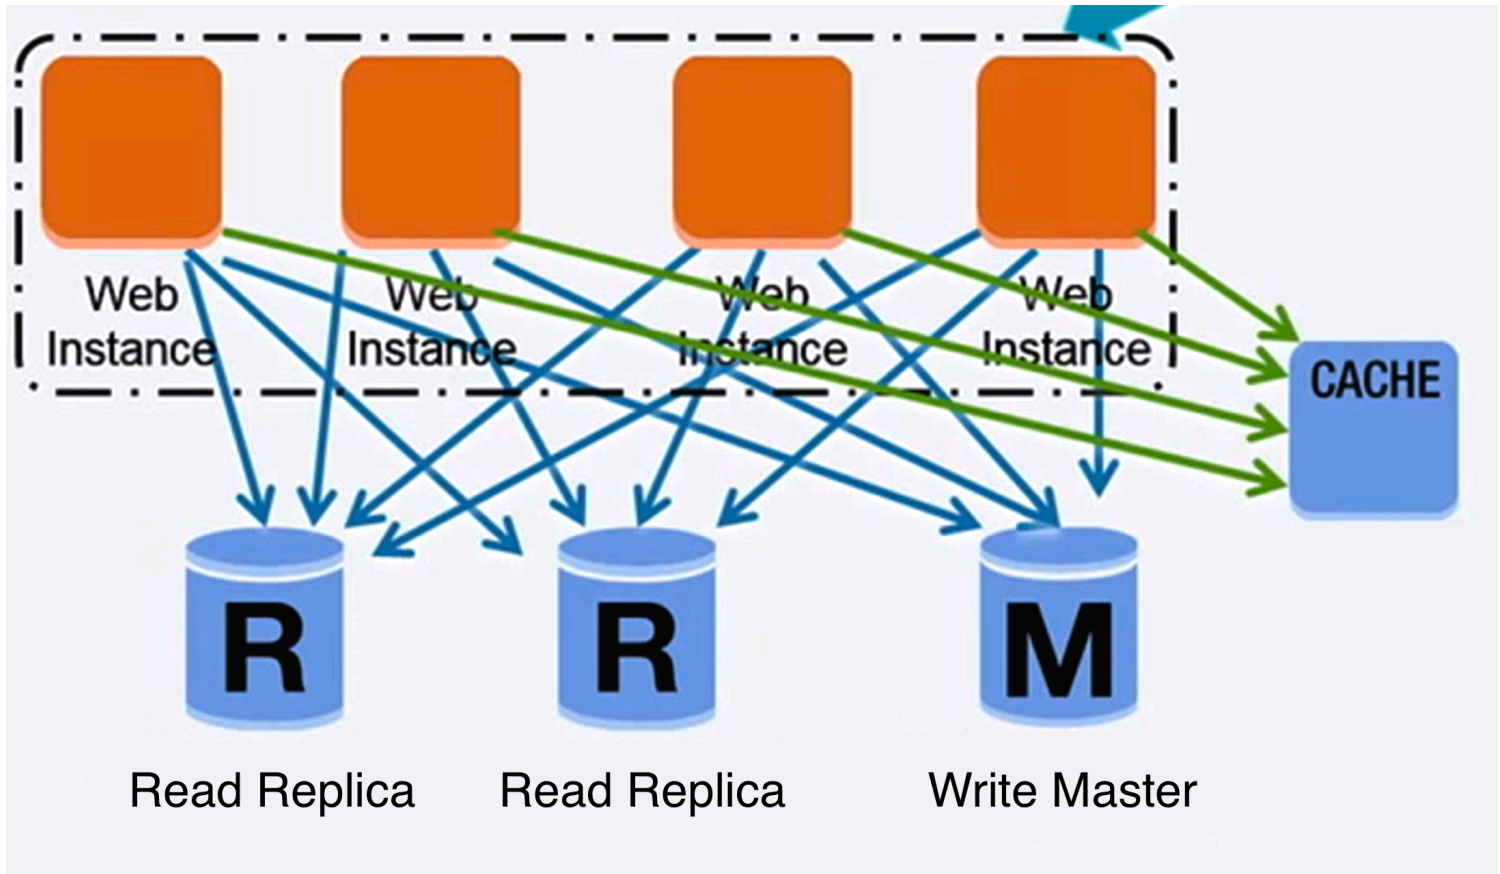 Web
Instance
Web
Instance
Web
Instance
Web
Instance
CACHE
R
R
M
Read Replica
Read Replica
Write Master